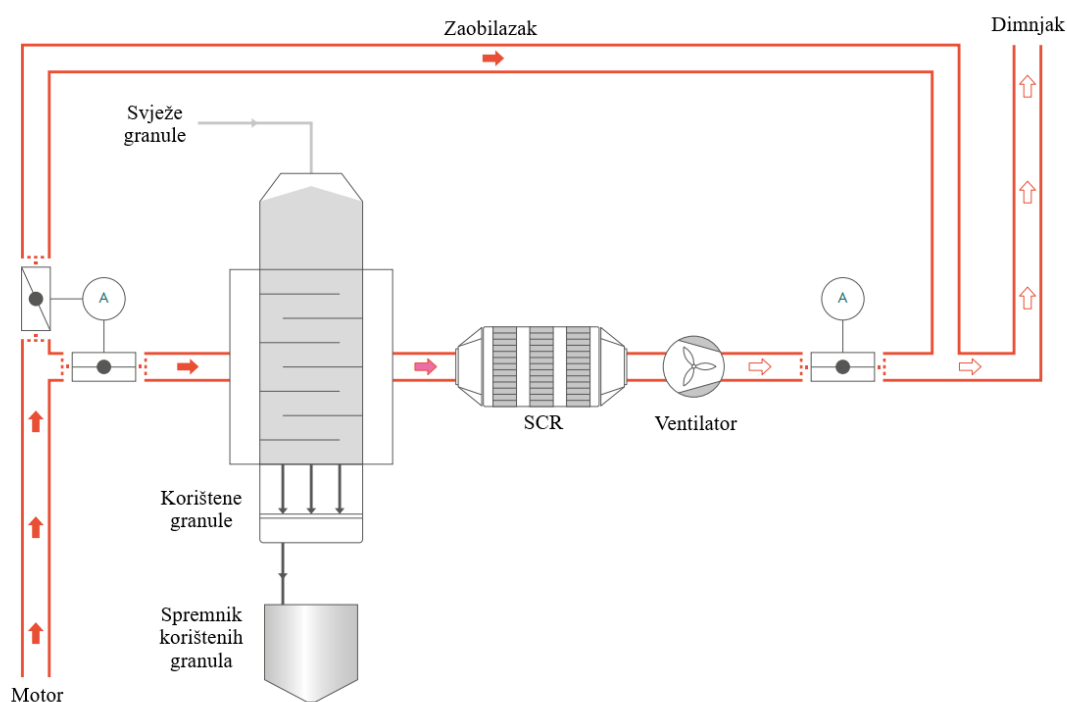 Zaobilazak
Dimnjak
Svježe
granule
A
A
SCR
Ventilator
Korištene
granule
Spremnik
korištenih
granula
Motor